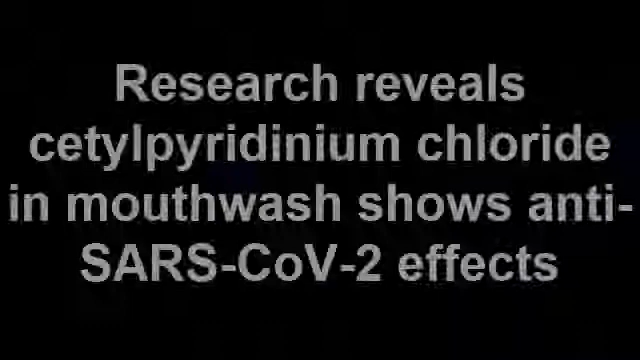 Research reveals
cetylpyridinium chloride
in mouthwash shows anti-
SARS-CoV-2 effects